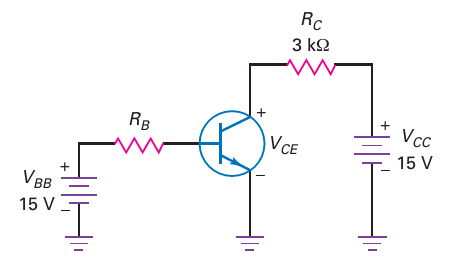 R_C
3 kΩ
R_B
+
V_CE
−
+
V_CC
15 V
−
+
V_BB
15 V
−